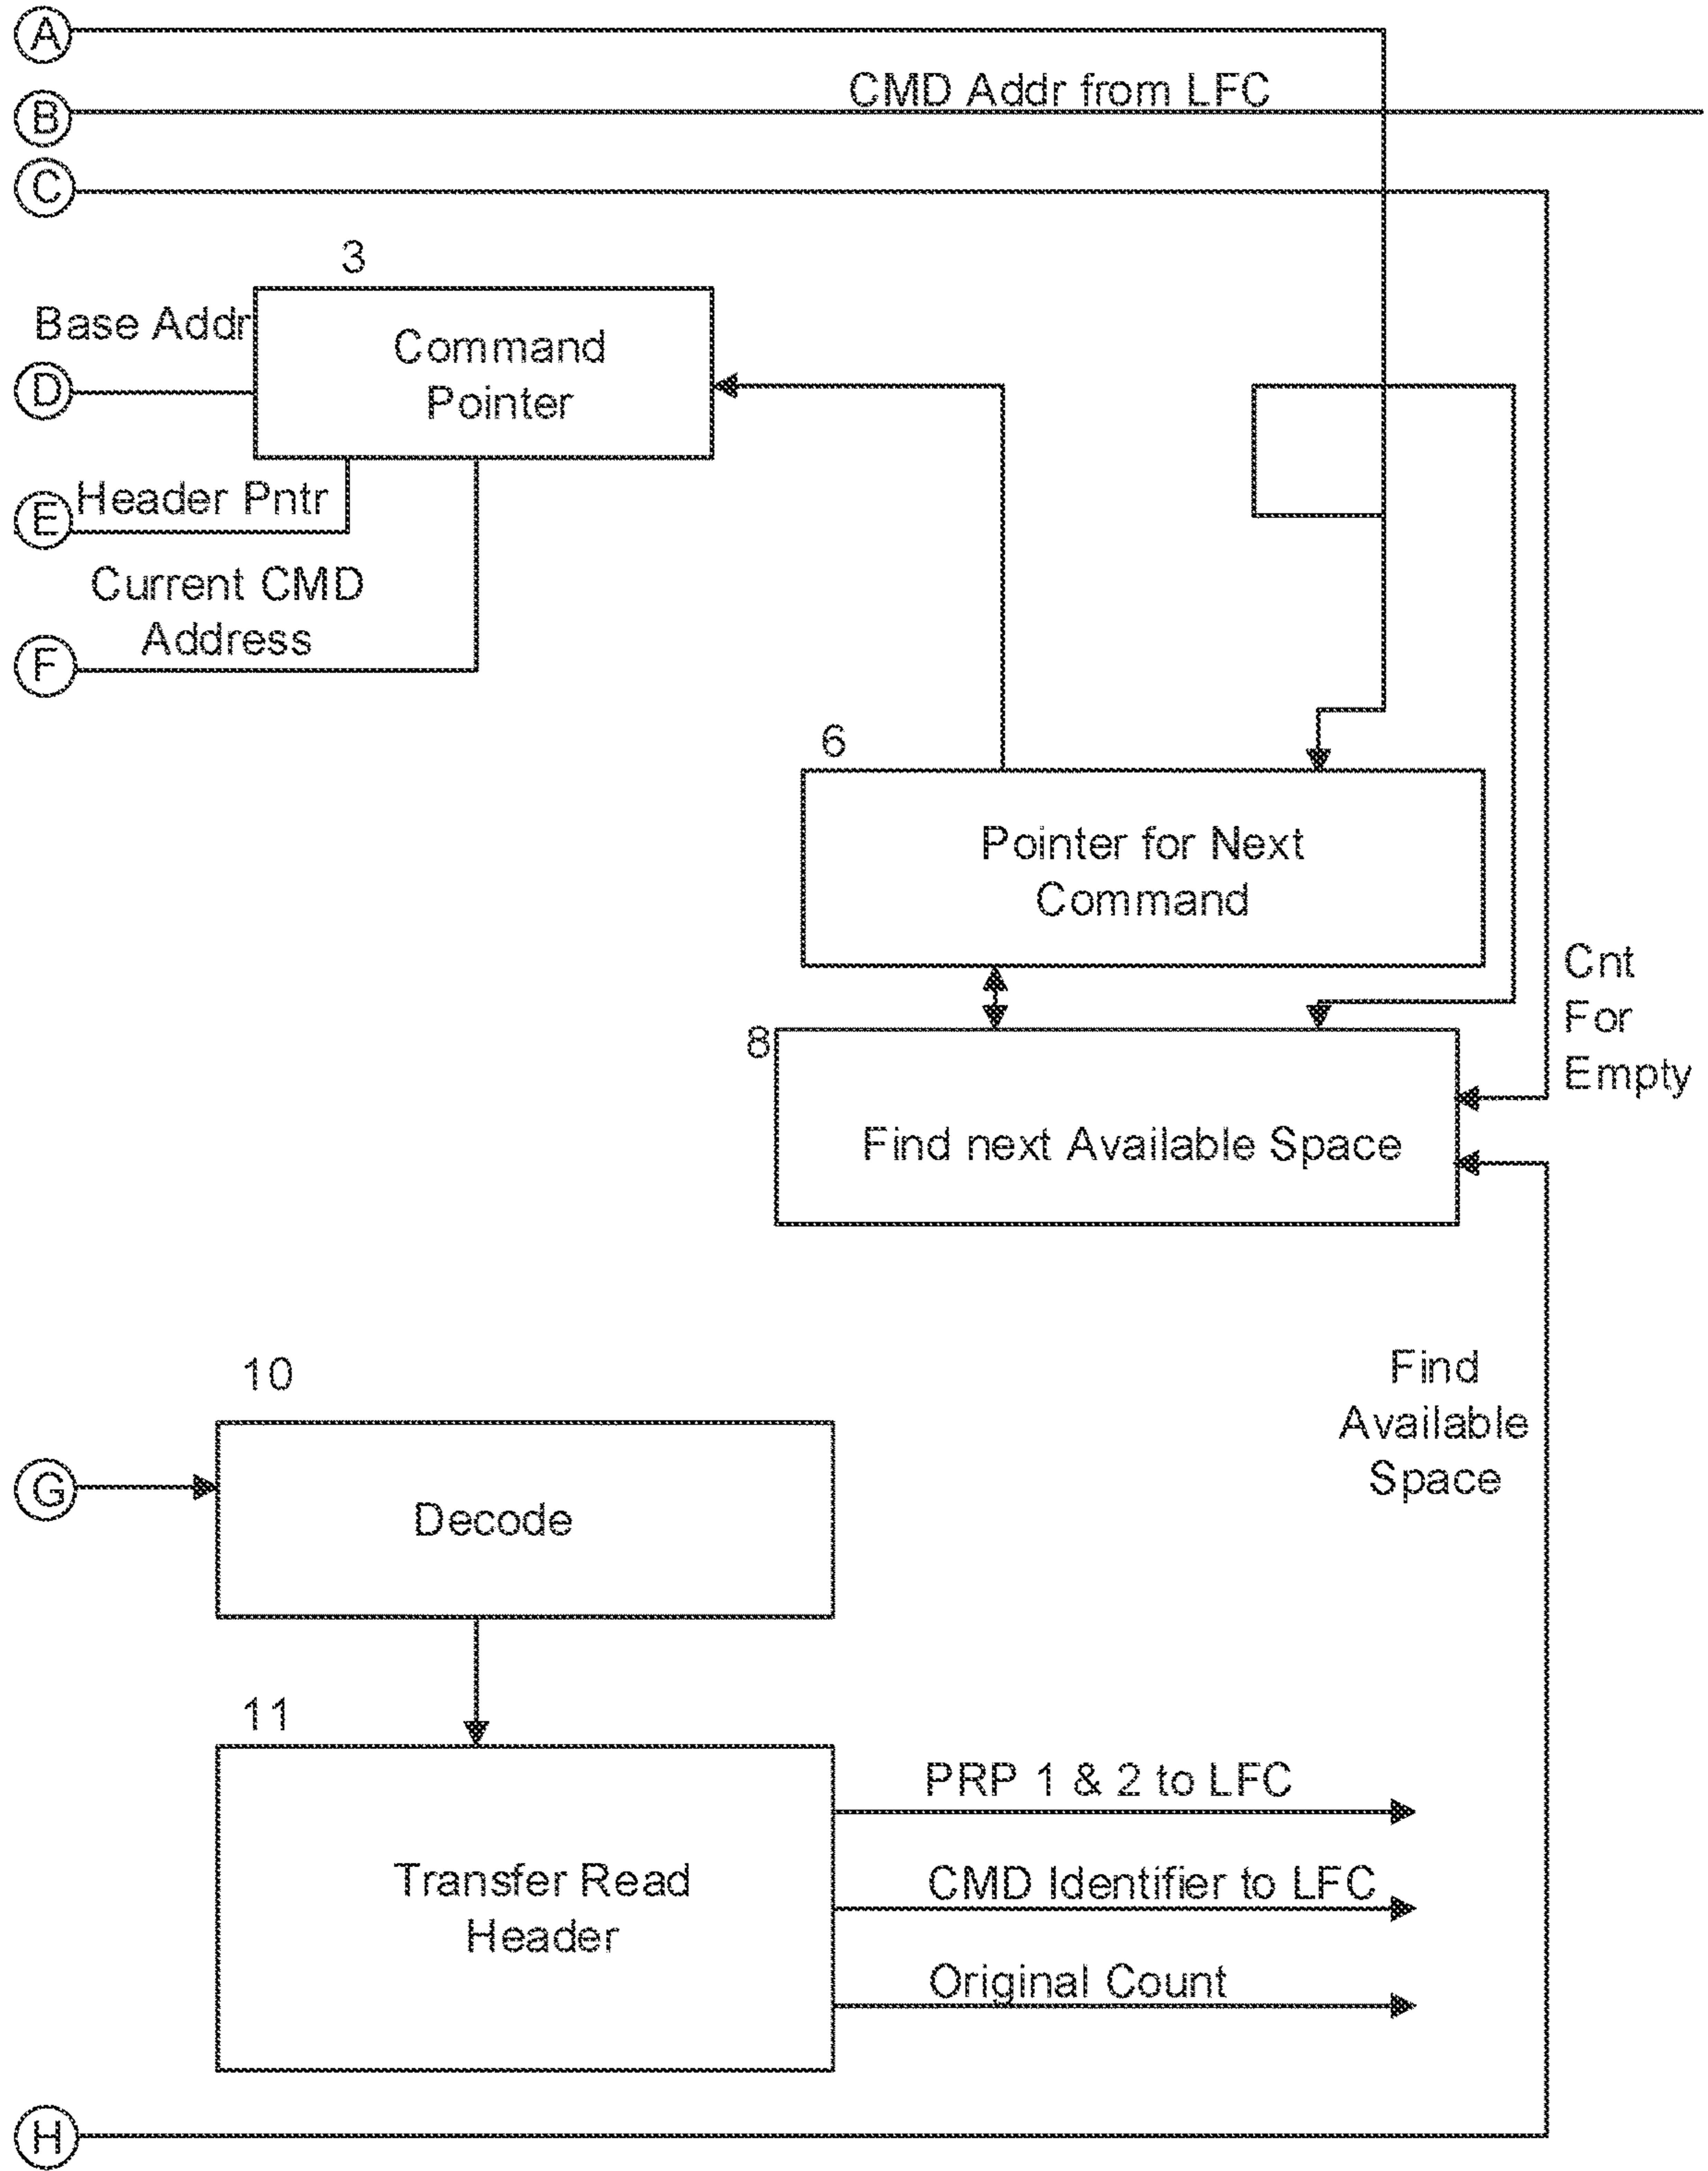 A
CMD Addr from LFC
B
C
3
Base Addr
Command
Pointer
D
Header Pntr
E
Current CMD
Address
F
6
Pointer for Next
Command
Cnt
For
Empty
8
Find next Available Space
Find
Available
Space
10
G
Decode
11
PRP 1 & 2 to LFC
Transfer Read
Header
CMD Identifier to LFC
Original Count
H